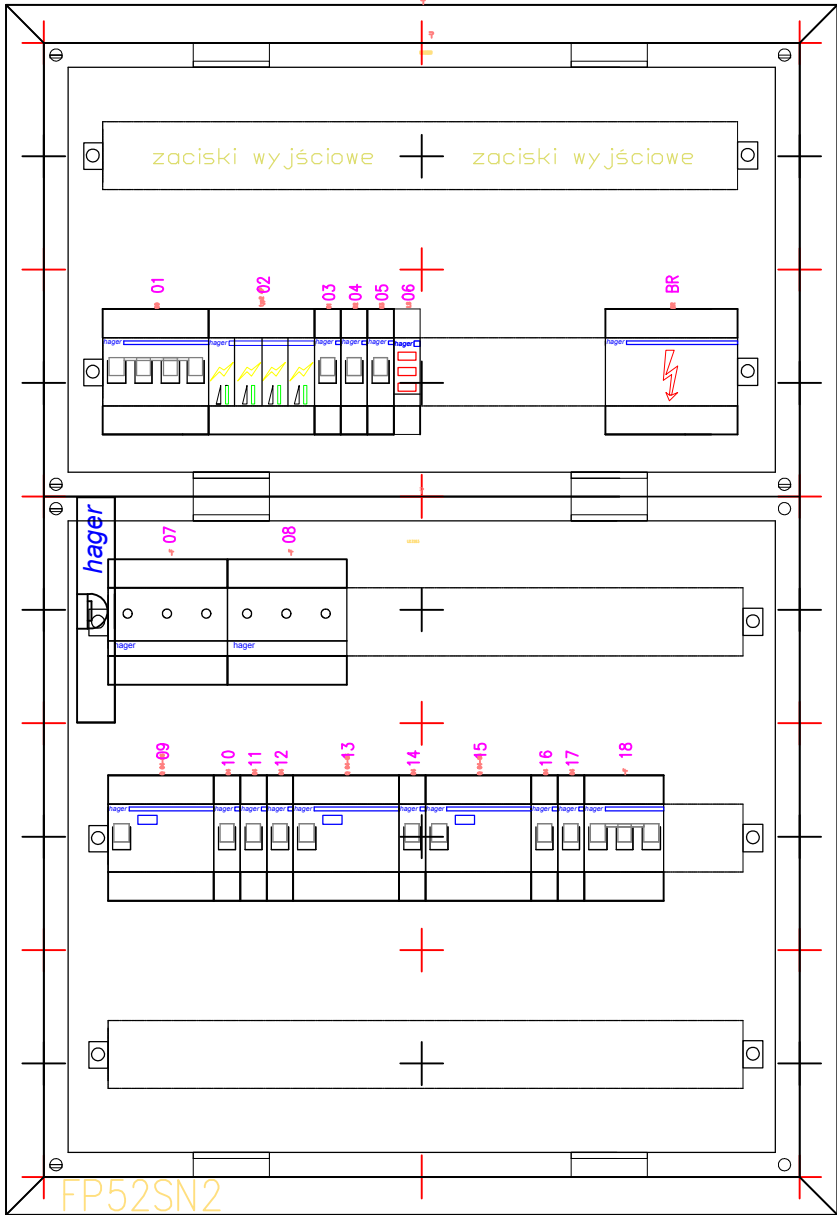 zaciski wyjściowe zaciski wyjściowe
01 02 03 04 05 06 BR
hager hager hager hager hager hager hager
hager
07 08
hager hager
09 10 11 12 13 14 15 16 17 18
hager hager hager hager hager hager hager hager hager hager
FP52SN2